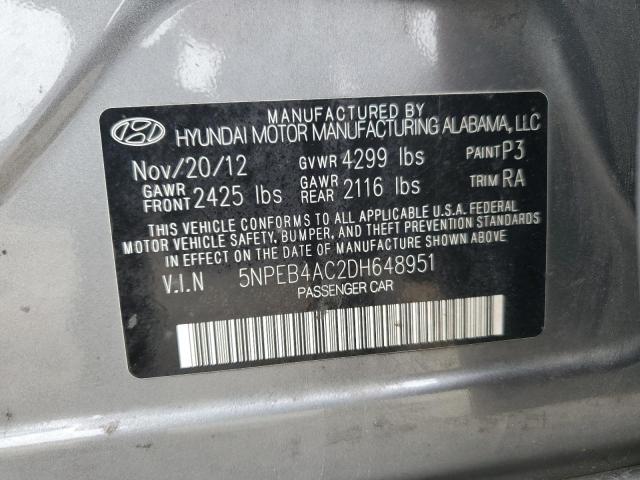 MANUFACTURED BY
HYUNDAI MOTOR MANUFACTURING ALABAMA, LLC
Nov/20/12 GVWR 4299 lbs PAINT P3
GAWR FRONT 2425 lbs GAWR REAR 2116 lbs TRIM RA
THIS VEHICLE CONFORMS TO ALL APPLICABLE U.S.A. FEDERAL
MOTOR VEHICLE SAFETY, BUMPER, AND THEFT PREVENTION STANDARDS
IN EFFECT ON THE DATE OF MANUFACTURE SHOWN ABOVE.
V.I.N 5NPEB4AC2DH648951
PASSENGER CAR